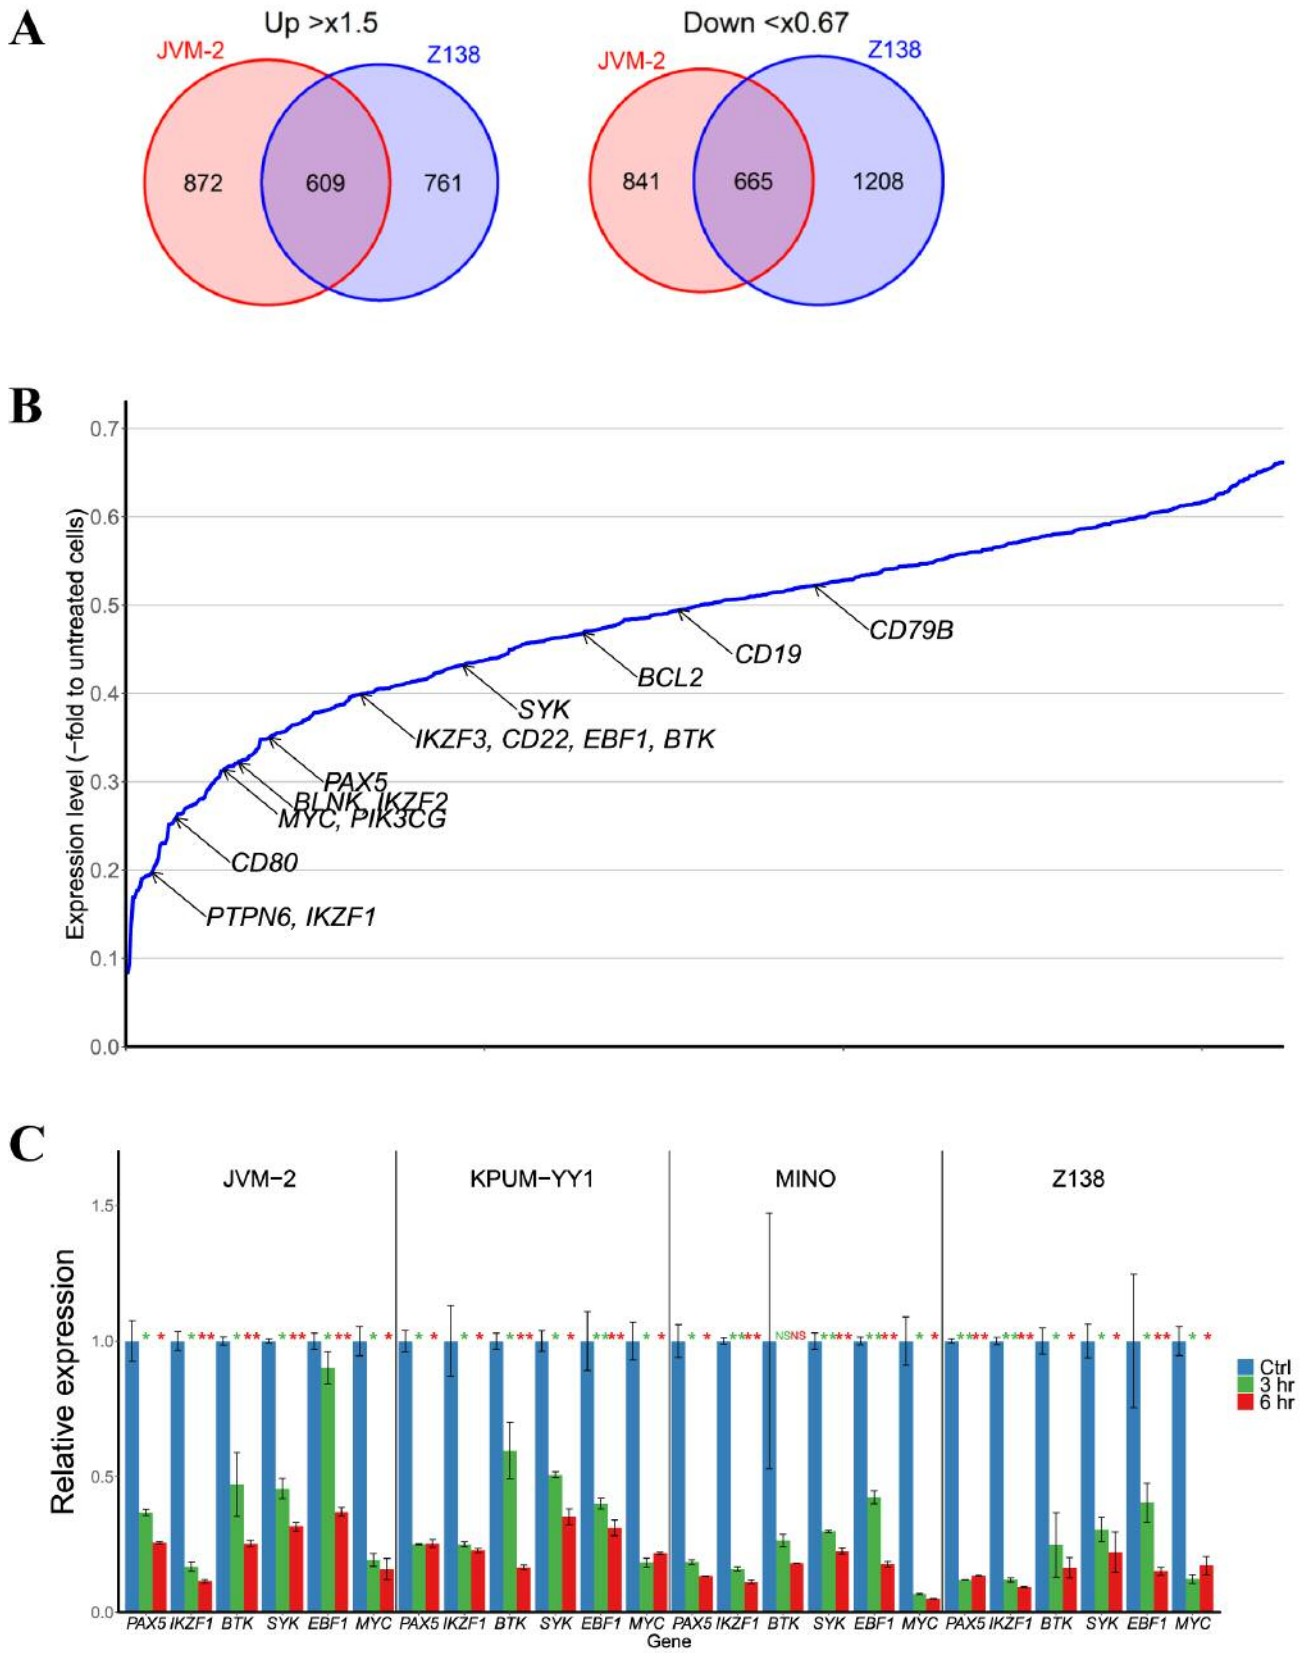 A
Up >x1.5
Down <x0.67
JVM-2
Z138
JVM-2
Z138
872
609
761
841
665
1208
B
Expression level (−fold to untreated cells)
0.7
0.6
0.5
0.4
0.3
0.2
0.1
0.0
CD79B
CD19
BCL2
SYK
IKZF3, CD22, EBF1, BTK
PAX5
BLNK, IKZF2
MYC, PIK3CG
CD80
PTPN6, IKZF1
C
Relative expression
JVM−2
KPUM−YY1
MINO
Z138
1.5
1.0
0.5
0.0
* * * ** * ** * ** * ** * *
* * * * * ** * * ** ** * *
* * ** ** NS NS ** ** ** ** * *
** ** ** ** * * * * * ** * *
Ctrl
3 hr
6 hr
PAX5 IKZF1 BTK SYK EBF1 MYC PAX5 IKZF1 BTK SYK EBF1 MYC PAX5 IKZF1 BTK SYK EBF1 MYC PAX5 IKZF1 BTK SYK EBF1 MYC
Gene